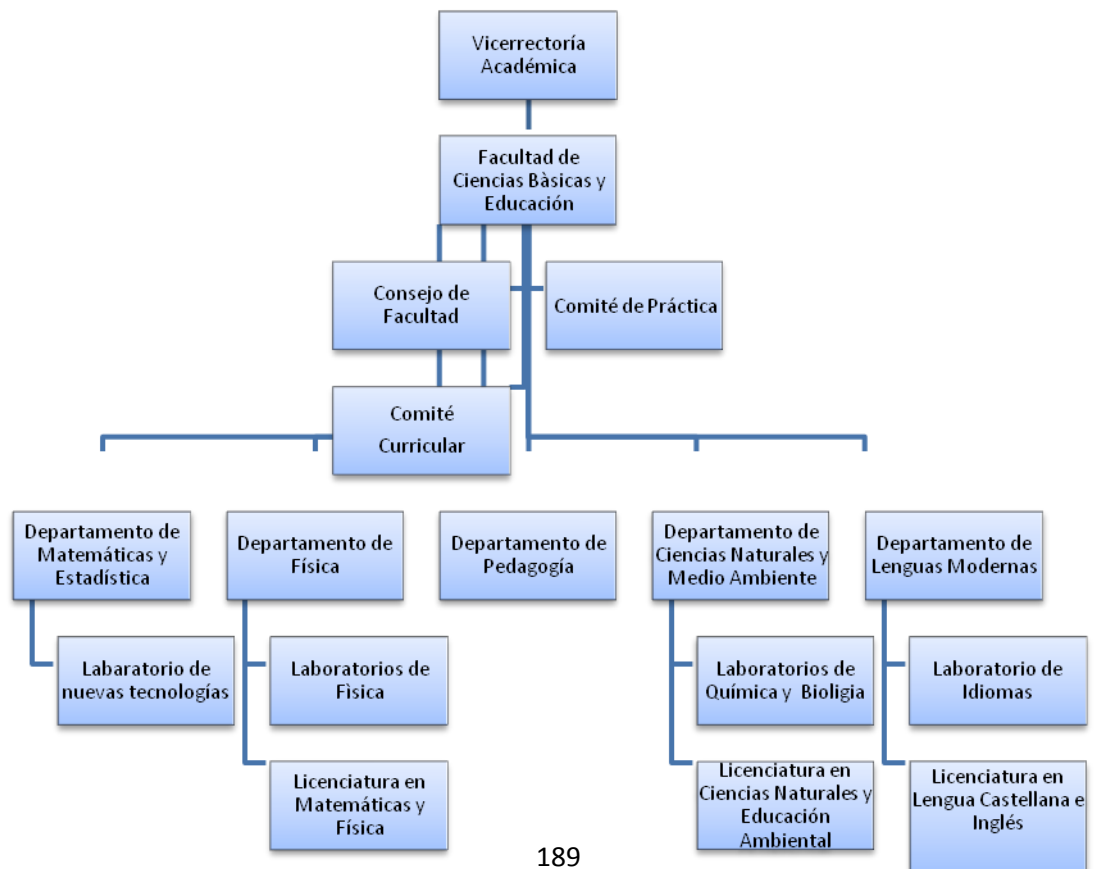 Vicerrectoría
Académica
Facultad de
Ciencias Bàsicas y
Educación
Consejo de
Facultad
Comité de Práctica
Comité
Curricular
Departamento de
Matemáticas y
Estadística
Departamento de
Física
Departamento de
Pedagogía
Departamento de
Ciencias Naturales y
Medio Ambiente
Departamento de
Lenguas Modernas
Labaratorio de
nuevas tecnologías
Laboratorios de
Fìsica
Laboratorios de
Química y Bioligia
Laboratorio de
Idiomas
Licenciatura en
Matemáticas y
Física
Licenciatura en
Ciencias Naturales y
Educación
Ambiental
Licenciatura en
Lengua Castellana e
Inglés
189